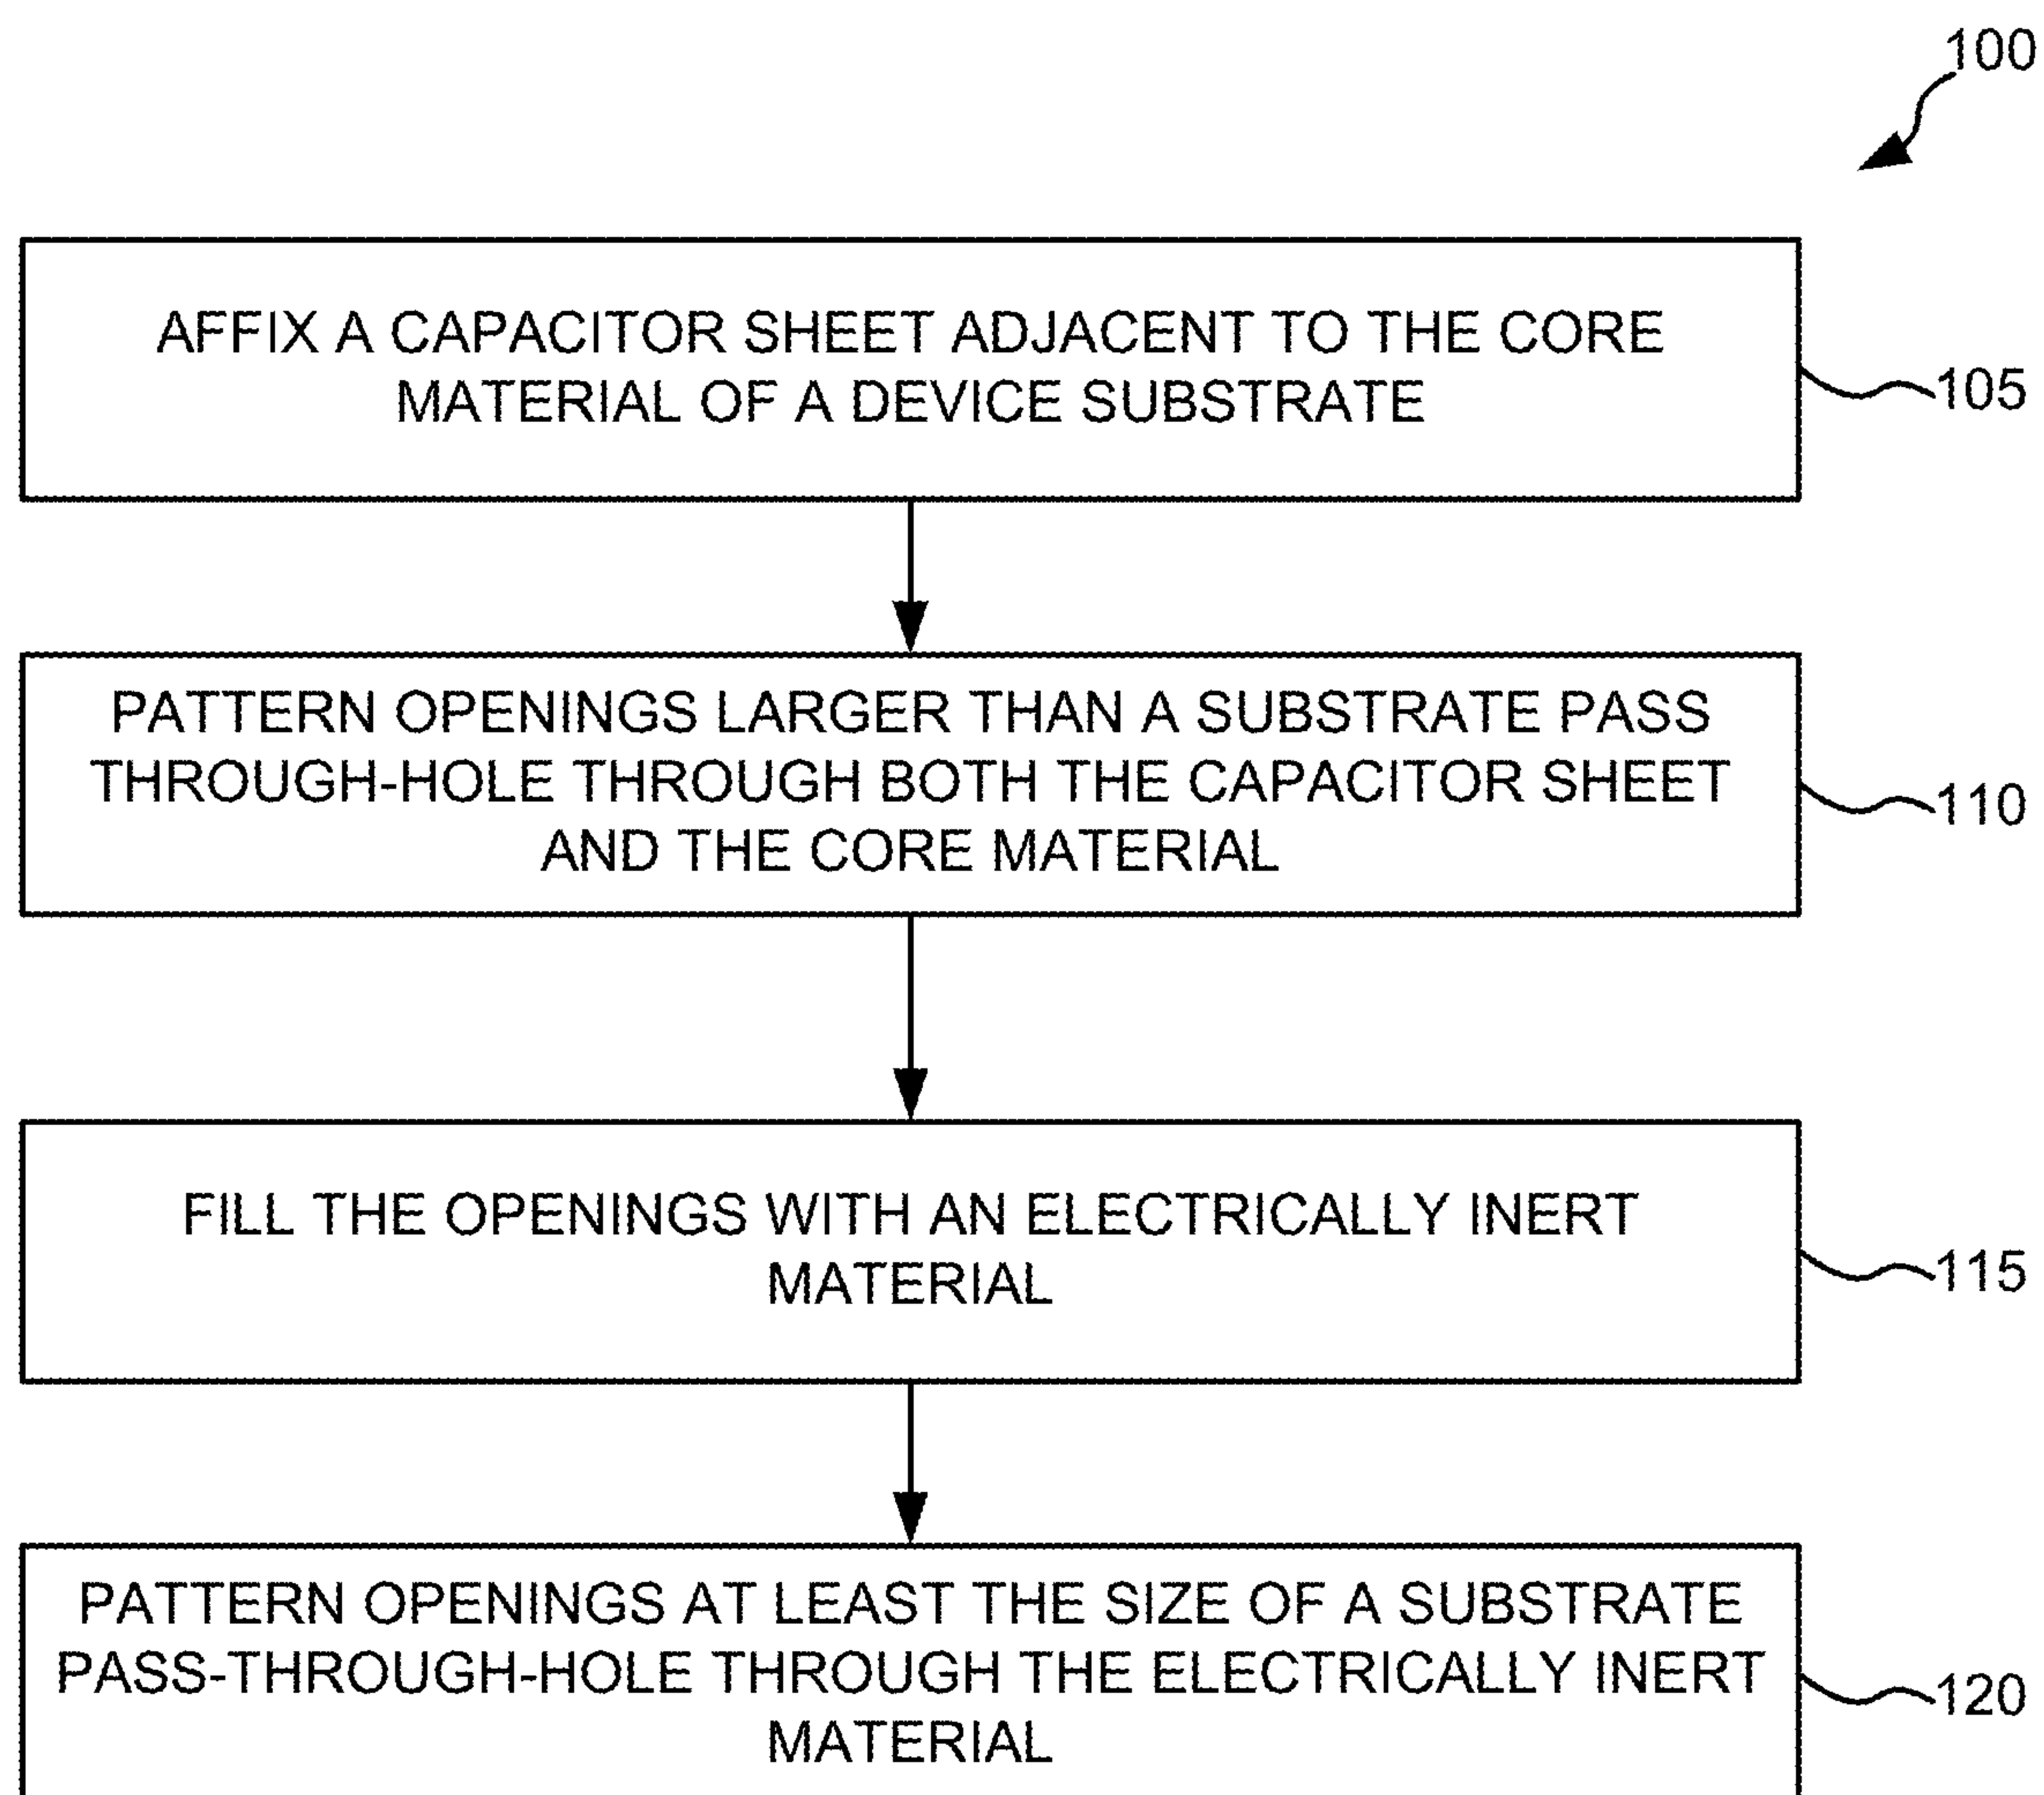 100
AFFIX A CAPACITOR SHEET ADJACENT TO THE CORE
MATERIAL OF A DEVICE SUBSTRATE
105
PATTERN OPENINGS LARGER THAN A SUBSTRATE PASS
THROUGH-HOLE THROUGH BOTH THE CAPACITOR SHEET
AND THE CORE MATERIAL
110
FILL THE OPENINGS WITH AN ELECTRICALLY INERT
MATERIAL
115
PATTERN OPENINGS AT LEAST THE SIZE OF A SUBSTRATE
PASS-THROUGH-HOLE THROUGH THE ELECTRICALLY INERT
MATERIAL
120